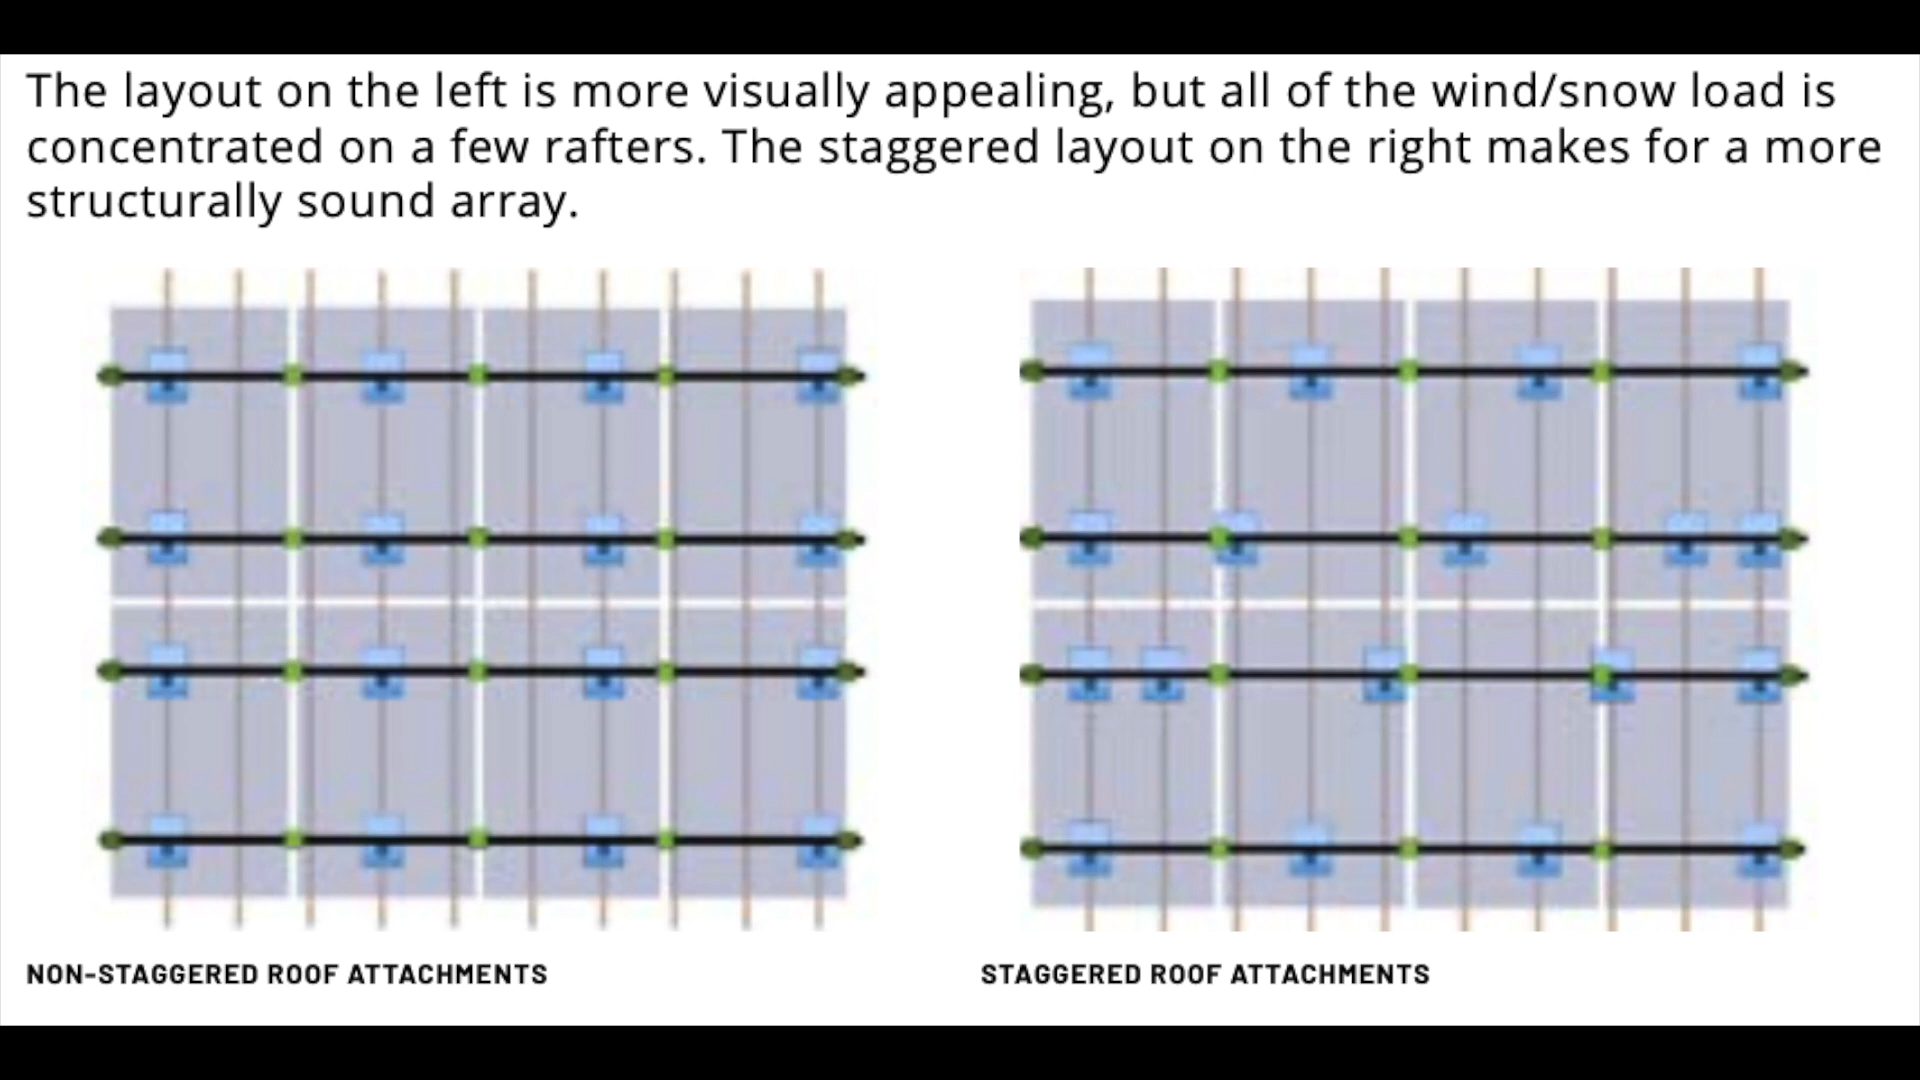 The layout on the left is more visually appealing, but all of the wind/snow load is
concentrated on a few rafters. The staggered layout on the right makes for a more
structurally sound array.
NON-STAGGERED ROOF ATTACHMENTS
STAGGERED ROOF ATTACHMENTS